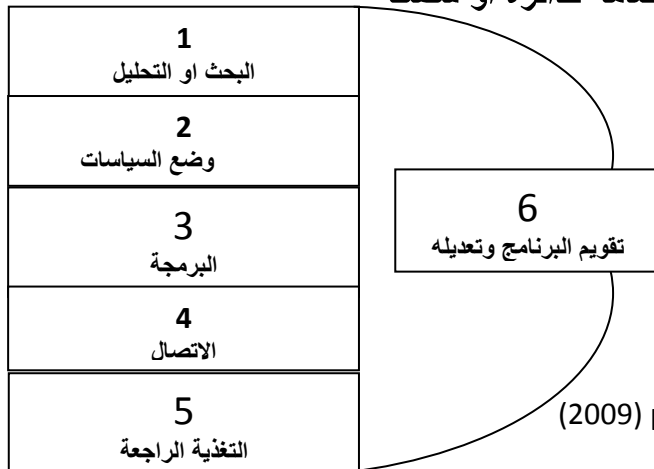 1
البحث او التحليل
2
وضع السياسات
3
البرمجة
4
الاتصال
5
التغذية الراجعة
6
تقويم البرنامج وتعديله
(2009)